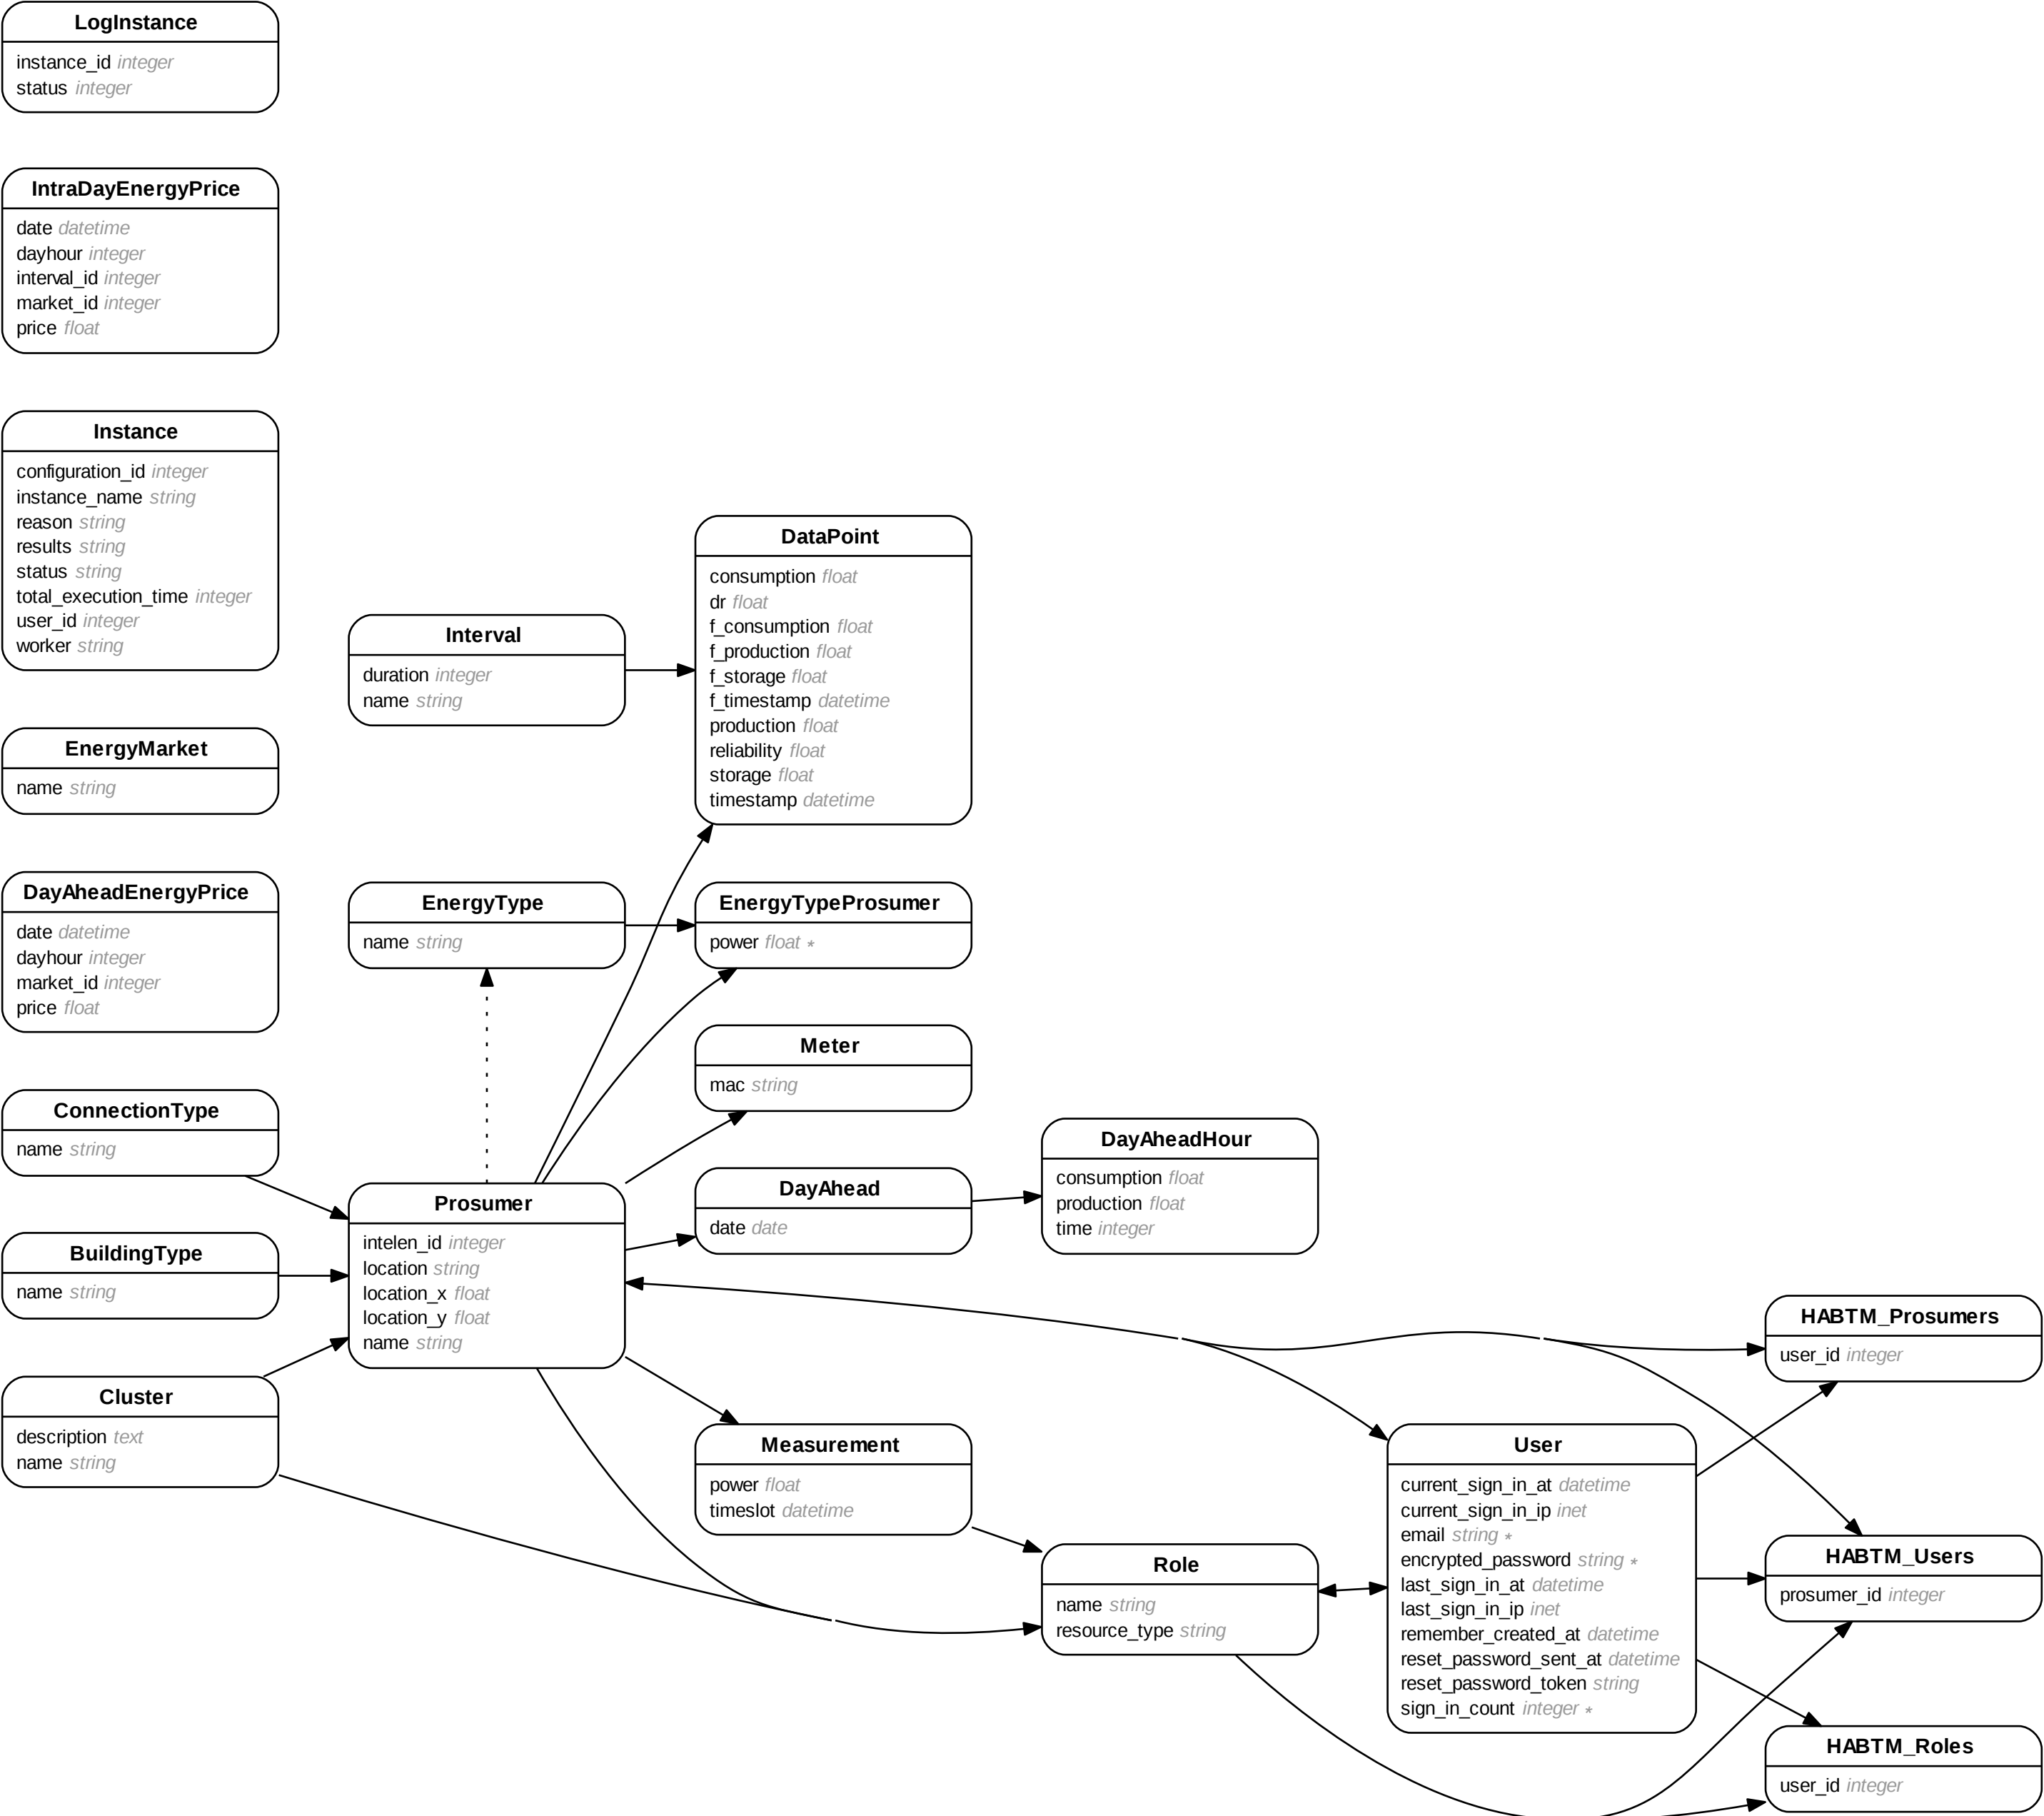 LogInstance
instance_id integer
status integer
IntraDayEnergyPrice
date datetime
dayhour integer
interval_id integer
market_id integer
price float
Instance
configuration_id integer
instance_name string
reason string
results string
status string
total_execution_time integer
user_id integer
worker string
EnergyMarket
name string
DayAheadEnergyPrice
date datetime
dayhour integer
market_id integer
price float
ConnectionType
name string
BuildingType
name string
Cluster
description text
name string
Interval
duration integer
name string
EnergyType
name string
Prosumer
intelen_id integer
location string
location_x float
location_y float
name string
DataPoint
consumption float
dr float
f_consumption float
f_production float
f_storage float
f_timestamp datetime
production float
reliability float
storage float
timestamp datetime
EnergyTypeProsumer
power float *
Meter
mac string
DayAhead
date date
Measurement
power float
timeslot datetime
DayAheadHour
consumption float
production float
time integer
Role
name string
resource_type string
User
current_sign_in_at datetime
current_sign_in_ip inet
email string *
encrypted_password string *
last_sign_in_at datetime
last_sign_in_ip inet
remember_created_at datetime
reset_password_sent_at datetime
reset_password_token string
sign_in_count integer *
HABTM_Prosumers
user_id integer
HABTM_Users
prosumer_id integer
HABTM_Roles
user_id integer